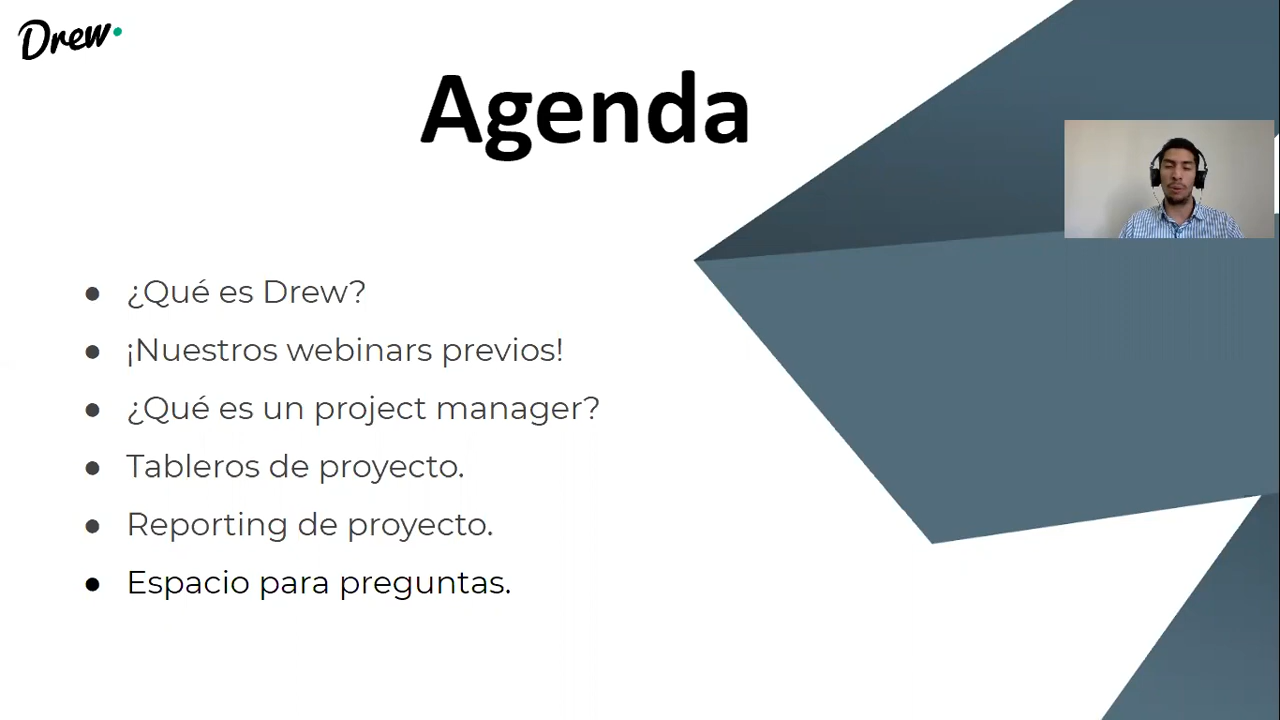 Drew
Agenda
● ¿Qué es Drew?
● ¡Nuestros webinars previos!
● ¿Qué es un project manager?
● Tableros de proyecto.
● Reporting de proyecto.
● Espacio para preguntas.